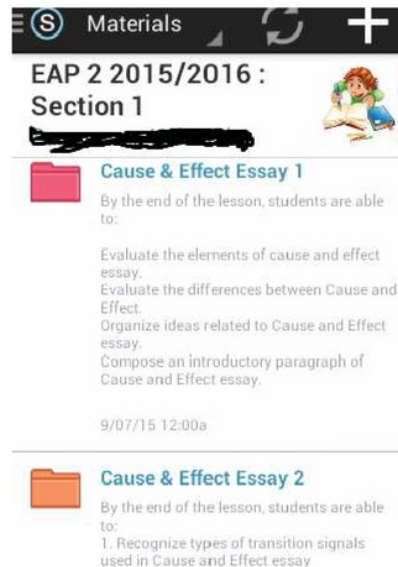 S Materials
EAP 2 2015/2016 :
Section 1
Cause & Effect Essay 1
By the end of the lesson, students are able
to:
Evaluate the elements of cause and effect
essay.
Evaluate the differences between Cause and
Effect.
Organize ideas related to Cause and Effect
essay.
Compose an introductory paragraph of
Cause and Effect essay.
9/07/15 12:00a
Cause & Effect Essay 2
By the end of the lesson, students are able
to:
1. Recognize types of transition signals
used in Cause and Effect essay